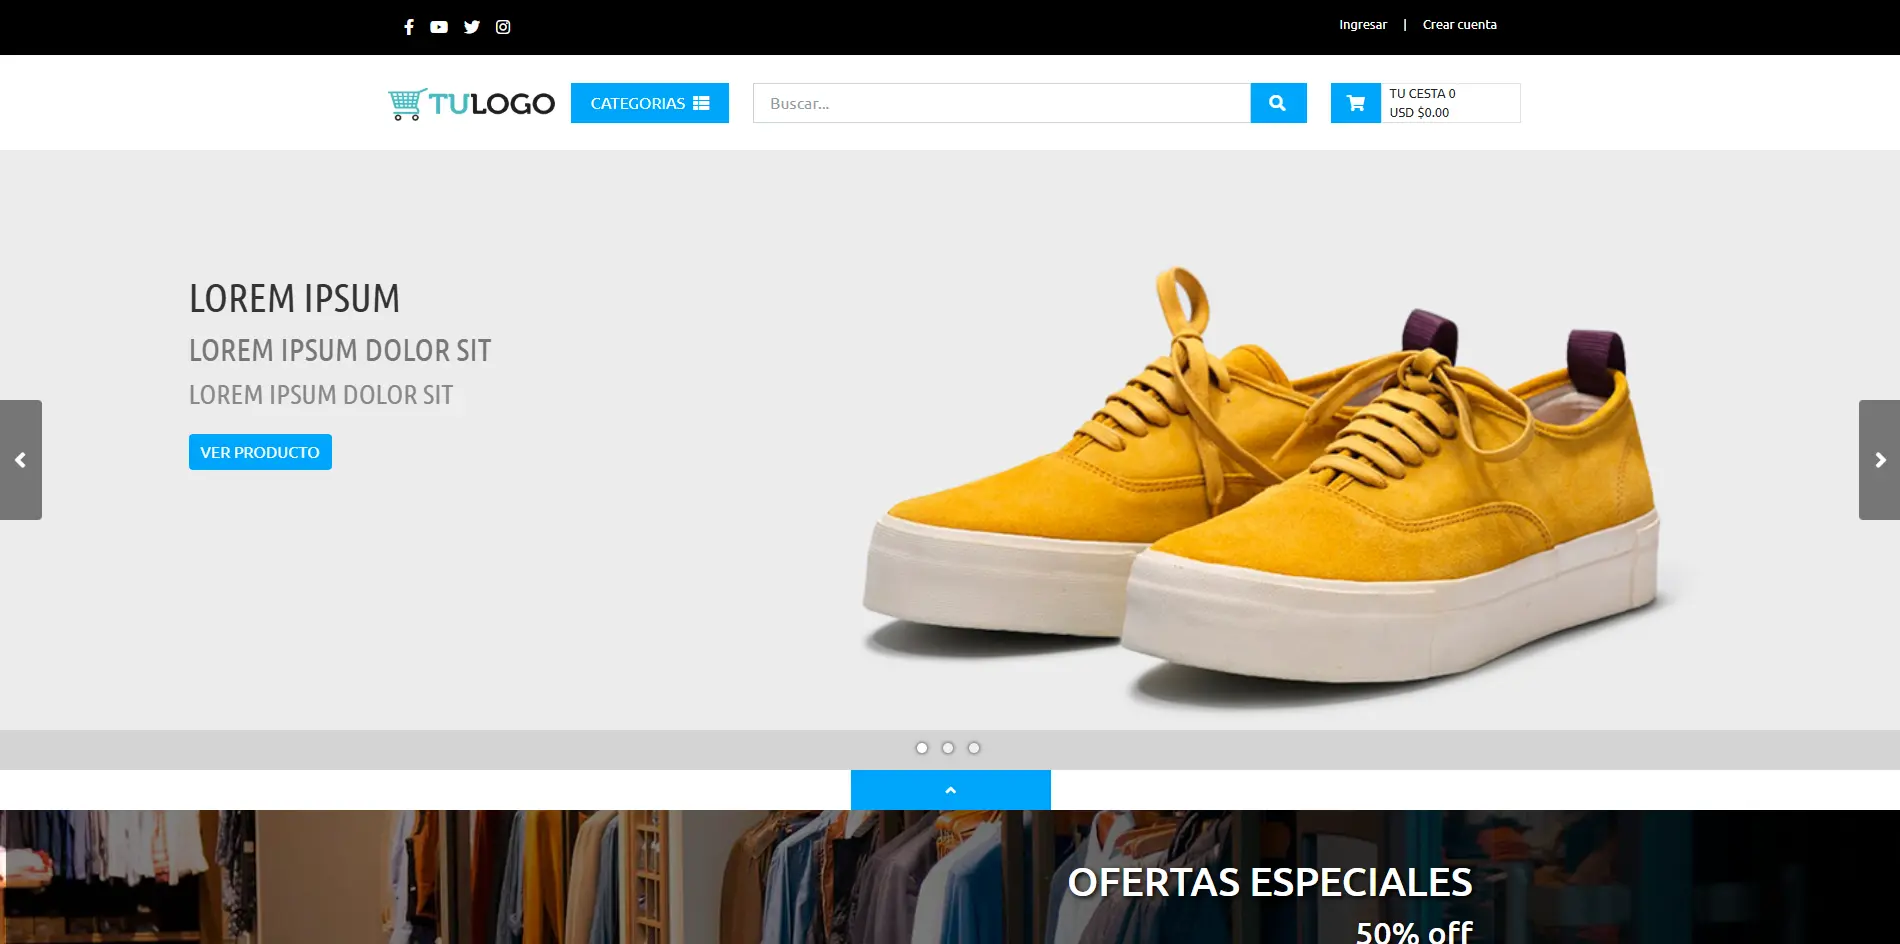 Ingresar | Crear cuenta
TULOGO
CATEGORIAS
Buscar...
TU CESTA 0
USD $0.00
LOREM IPSUM
LOREM IPSUM DOLOR SIT
LOREM IPSUM DOLOR SIT
VER PRODUCTO
OFERTAS ESPECIALES
50% off